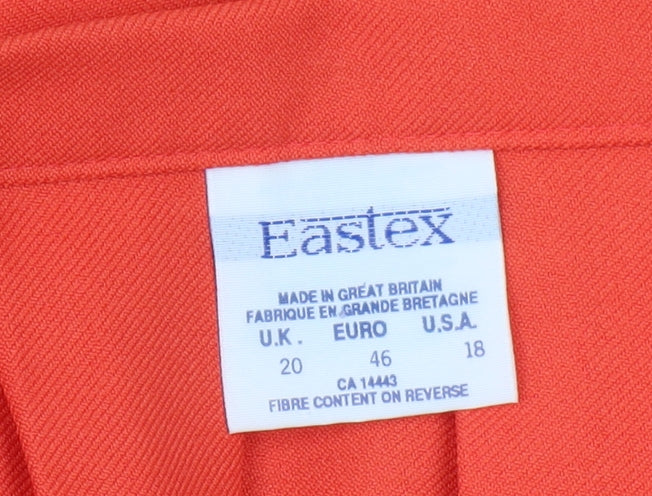 Eastex
MADE IN GREAT BRITAIN
FABRIQUE EN GRANDE BRETAGNE
U.K. EURO U.S.A.
20 46 18
CA 14443
FIBRE CONTENT ON REVERSE